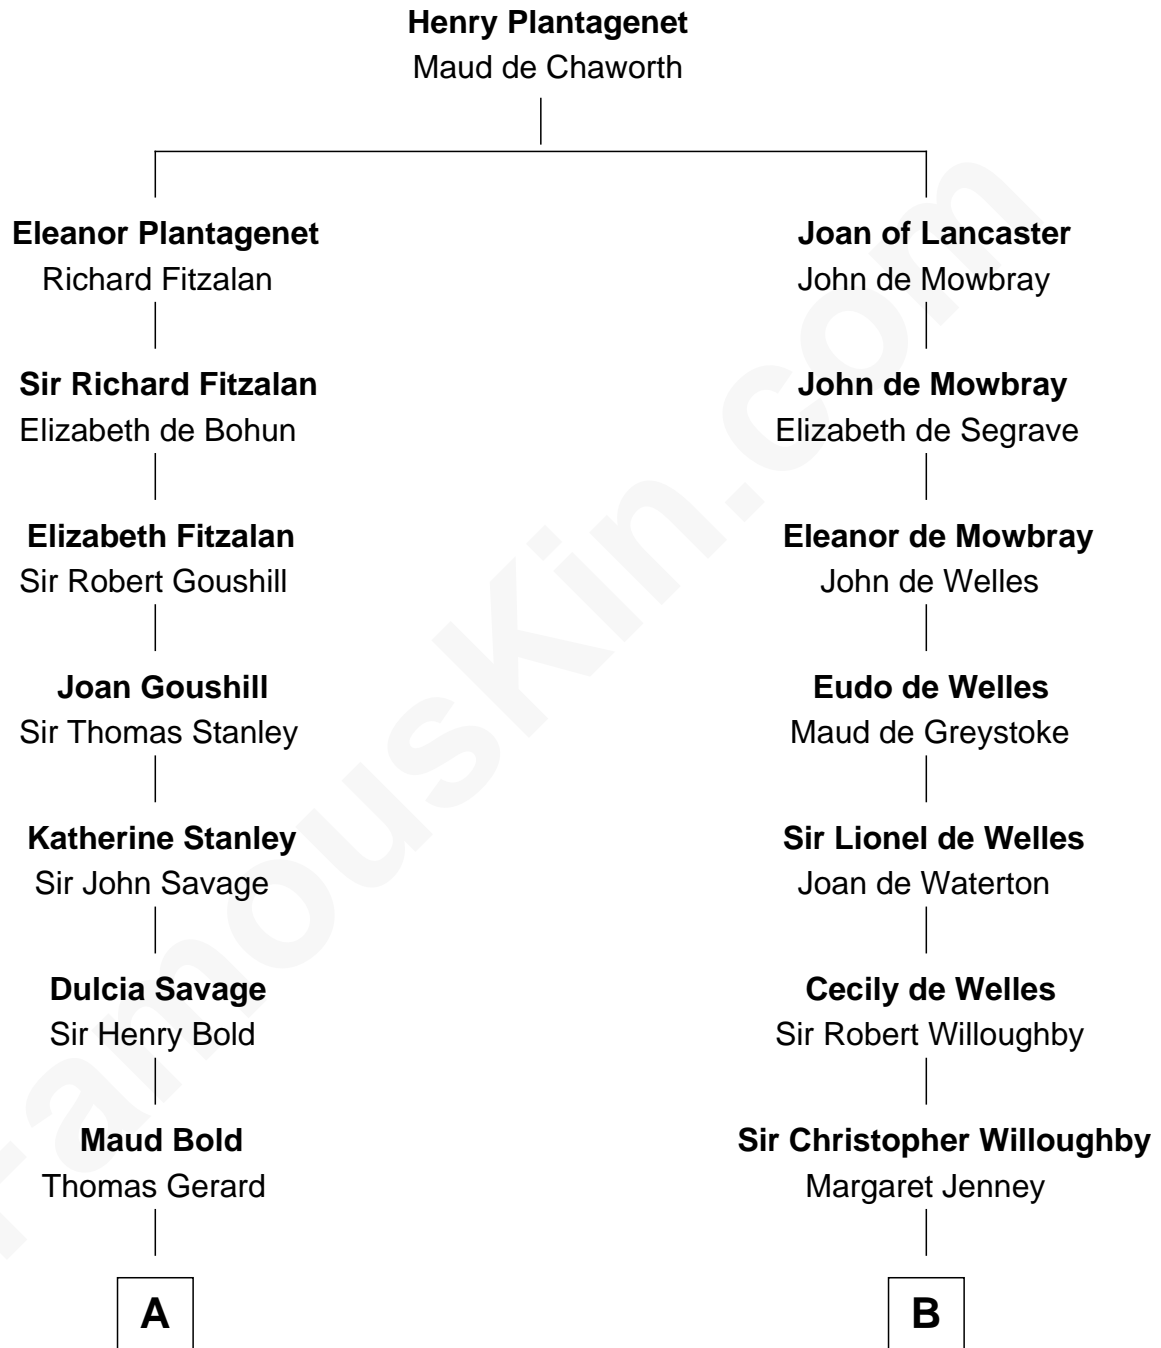 Henry Plantagenet
Maud de Chaworth
Eleanor Plantagenet
Richard Fitzalan
Joan of Lancaster
John de Mowbray
Sir Richard Fitzalan
Elizabeth de Bohun
John de Mowbray
Elizabeth de Segrave
Elizabeth Fitzalan
Sir Robert Goushill
Eleanor de Mowbray
John de Welles
Joan Goushill
Sir Thomas Stanley
Eudo de Welles
Maud de Greystoke
Katherine Stanley
Sir John Savage
Sir Lionel de Welles
Joan de Waterton
Dulcia Savage
Sir Henry Bold
Cecily de Welles
Sir Robert Willoughby
Maud Bold
Thomas Gerard
Sir Christopher Willoughby
Margaret Jenney
A
B
FamousKin.com